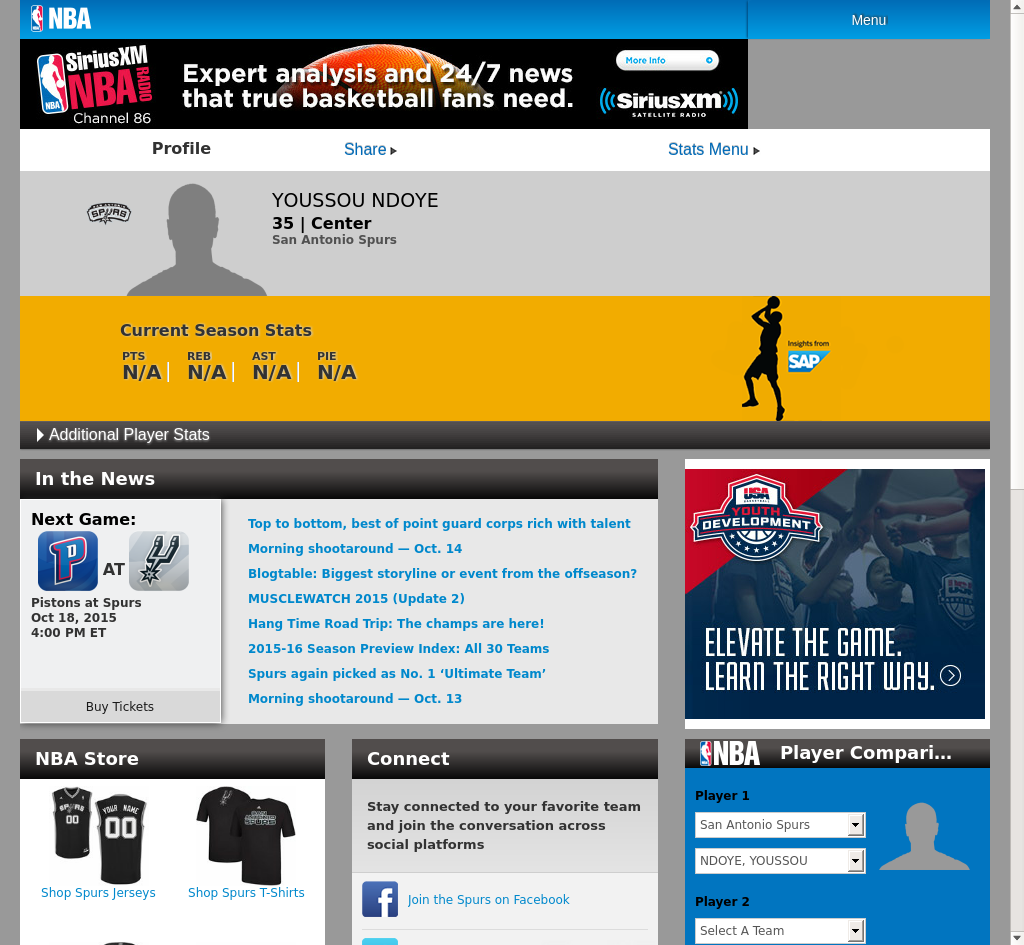 NBA
Menu
SiriusXM
NBA
RADIO
NBA
Channel 86
Expert analysis and 24/7 news
that true basketball fans need.
More Info
SiriusXM
SATELLITE RADIO
Profile
Share
Stats Menu
SPURS
YOUSSOU NDOYE
35 | Center
San Antonio Spurs
Current Season Stats
PTS REB AST PIE
N/A N/A N/A N/A
Insights from
SAP
Additional Player Stats
In the News
Next Game:
AT
Pistons at Spurs
Oct 18, 2015
4:00 PM ET
Buy Tickets
Top to bottom, best of point guard corps rich with talent
Morning shootaround — Oct. 14
Blogtable: Biggest storyline or event from the offseason?
MUSCLEWATCH 2015 (Update 2)
Hang Time Road Trip: The champs are here!
2015-16 Season Preview Index: All 30 Teams
Spurs again picked as No. 1 ‘Ultimate Team’
Morning shootaround — Oct. 13
USA
YOUTH
DEVELOPMENT
ELEVATE THE GAME.
LEARN THE RIGHT WAY.
NBA Store
SPURS
00
YOUR NAME
00
Shop Spurs Jerseys
Shop Spurs T-Shirts
Connect
Stay connected to your favorite team
and join the conversation across
social platforms
Join the Spurs on Facebook
NBA
Player Compari...
Player 1
San Antonio Spurs
NDOYE, YOUSSOU
Player 2
Select A Team